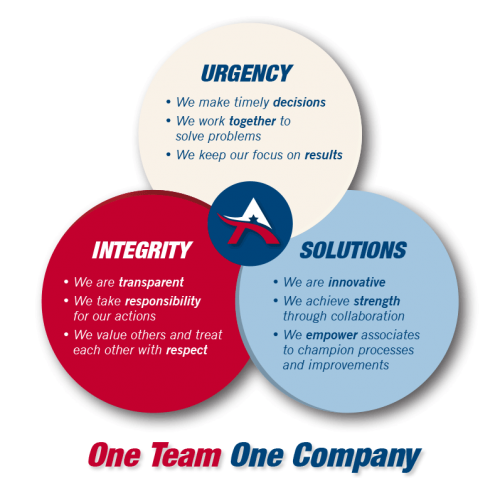 URGENCY
• We make timely decisions
• We work together to
solve problems
• We keep our focus on results
INTEGRITY
• We are transparent
• We take responsibility
for our actions
• We value others and treat
each other with respect
SOLUTIONS
• We are innovative
• We achieve strength
through collaboration
• We empower associates
to champion processes
and improvements
One Team One Company